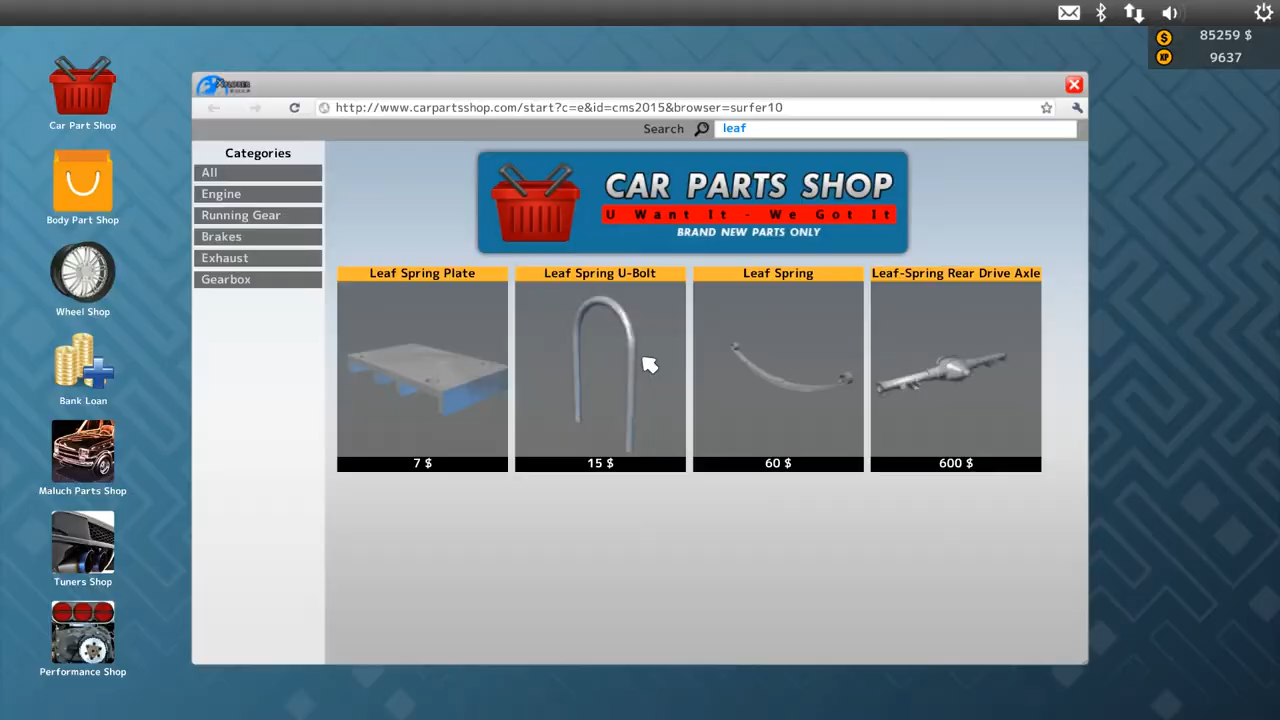 85259 $
9637
http://www.carpartsshop.com/start?c=e&id=cms2015&browser=surfer10
Search leaf
Car Part Shop
Body Part Shop
Wheel Shop
Bank Loan
Maluch Parts Shop
Tuners Shop
Performance Shop
Categories
All
Engine
Running Gear
Brakes
Exhaust
Gearbox
CAR PARTS SHOP
U Want It - We Got It
BRAND NEW PARTS ONLY
Leaf Spring Plate
7 $
Leaf Spring U-Bolt
15 $
Leaf Spring
60 $
Leaf-Spring Rear Drive Axle
600 $